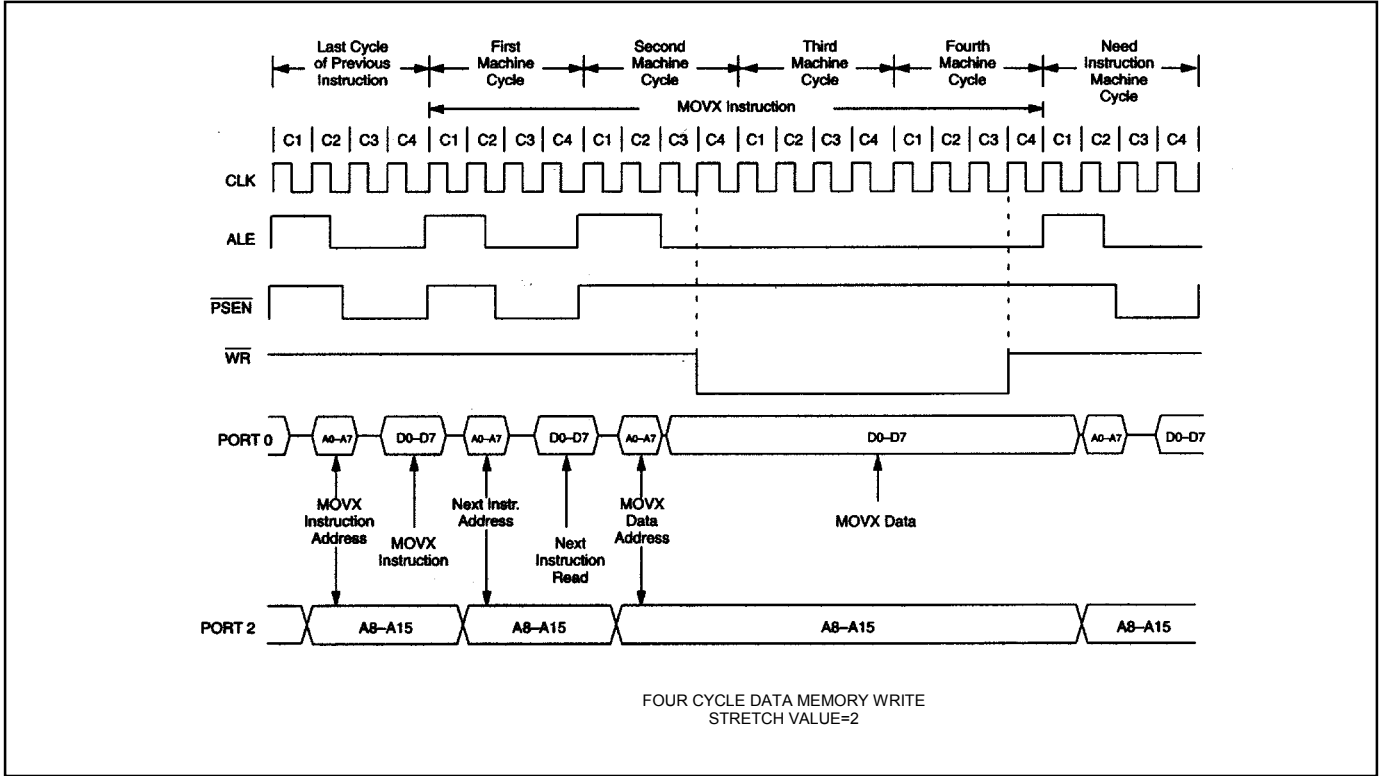 Last Cycle of Previous Instruction
First Machine Cycle
Second Machine Cycle
Third Machine Cycle
Fourth Machine Cycle
Need Instruction Machine Cycle
MOVX Instruction
C1 C2 C3 C4 C1 C2 C3 C4 C1 C2 C3 C4 C1 C2 C3 C4 C1 C2 C3 C4 C1 C2 C3 C4
CLK
ALE
PSEN
WR
PORT 0 A0–A7 D0–D7 A0–A7 D0–D7 A0–A7 D0–D7 A0–A7 D0–D7
MOVX Instruction Address
MOVX Instruction
Next Instr. Address
Next Instruction Read
MOVX Data Address
MOVX Data
PORT 2 A8–A15 A8–A15 A8–A15 A8–A15
FOUR CYCLE DATA MEMORY WRITE
STRETCH VALUE=2